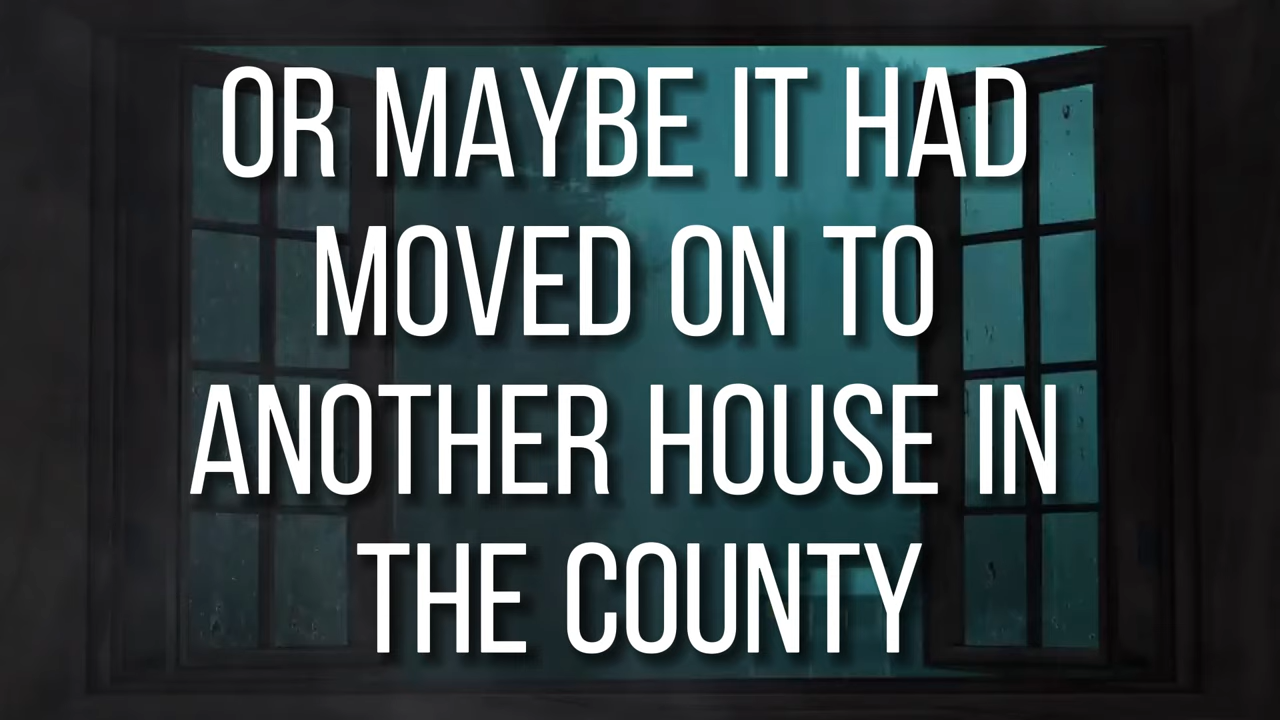 OR MAYBE IT HAD
MOVED ON TO
ANOTHER HOUSE IN
THE COUNTY